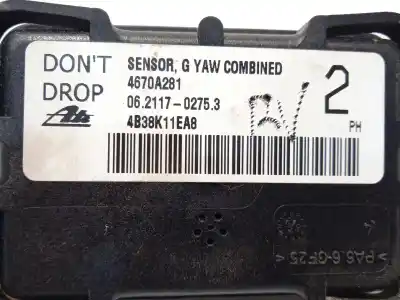 DON'T
DROP
Ate
SENSOR, G YAW COMBINED
4670A281
06.2117-0275.3
4B38K11EA8
2
PH
>PA6.6-GF25<